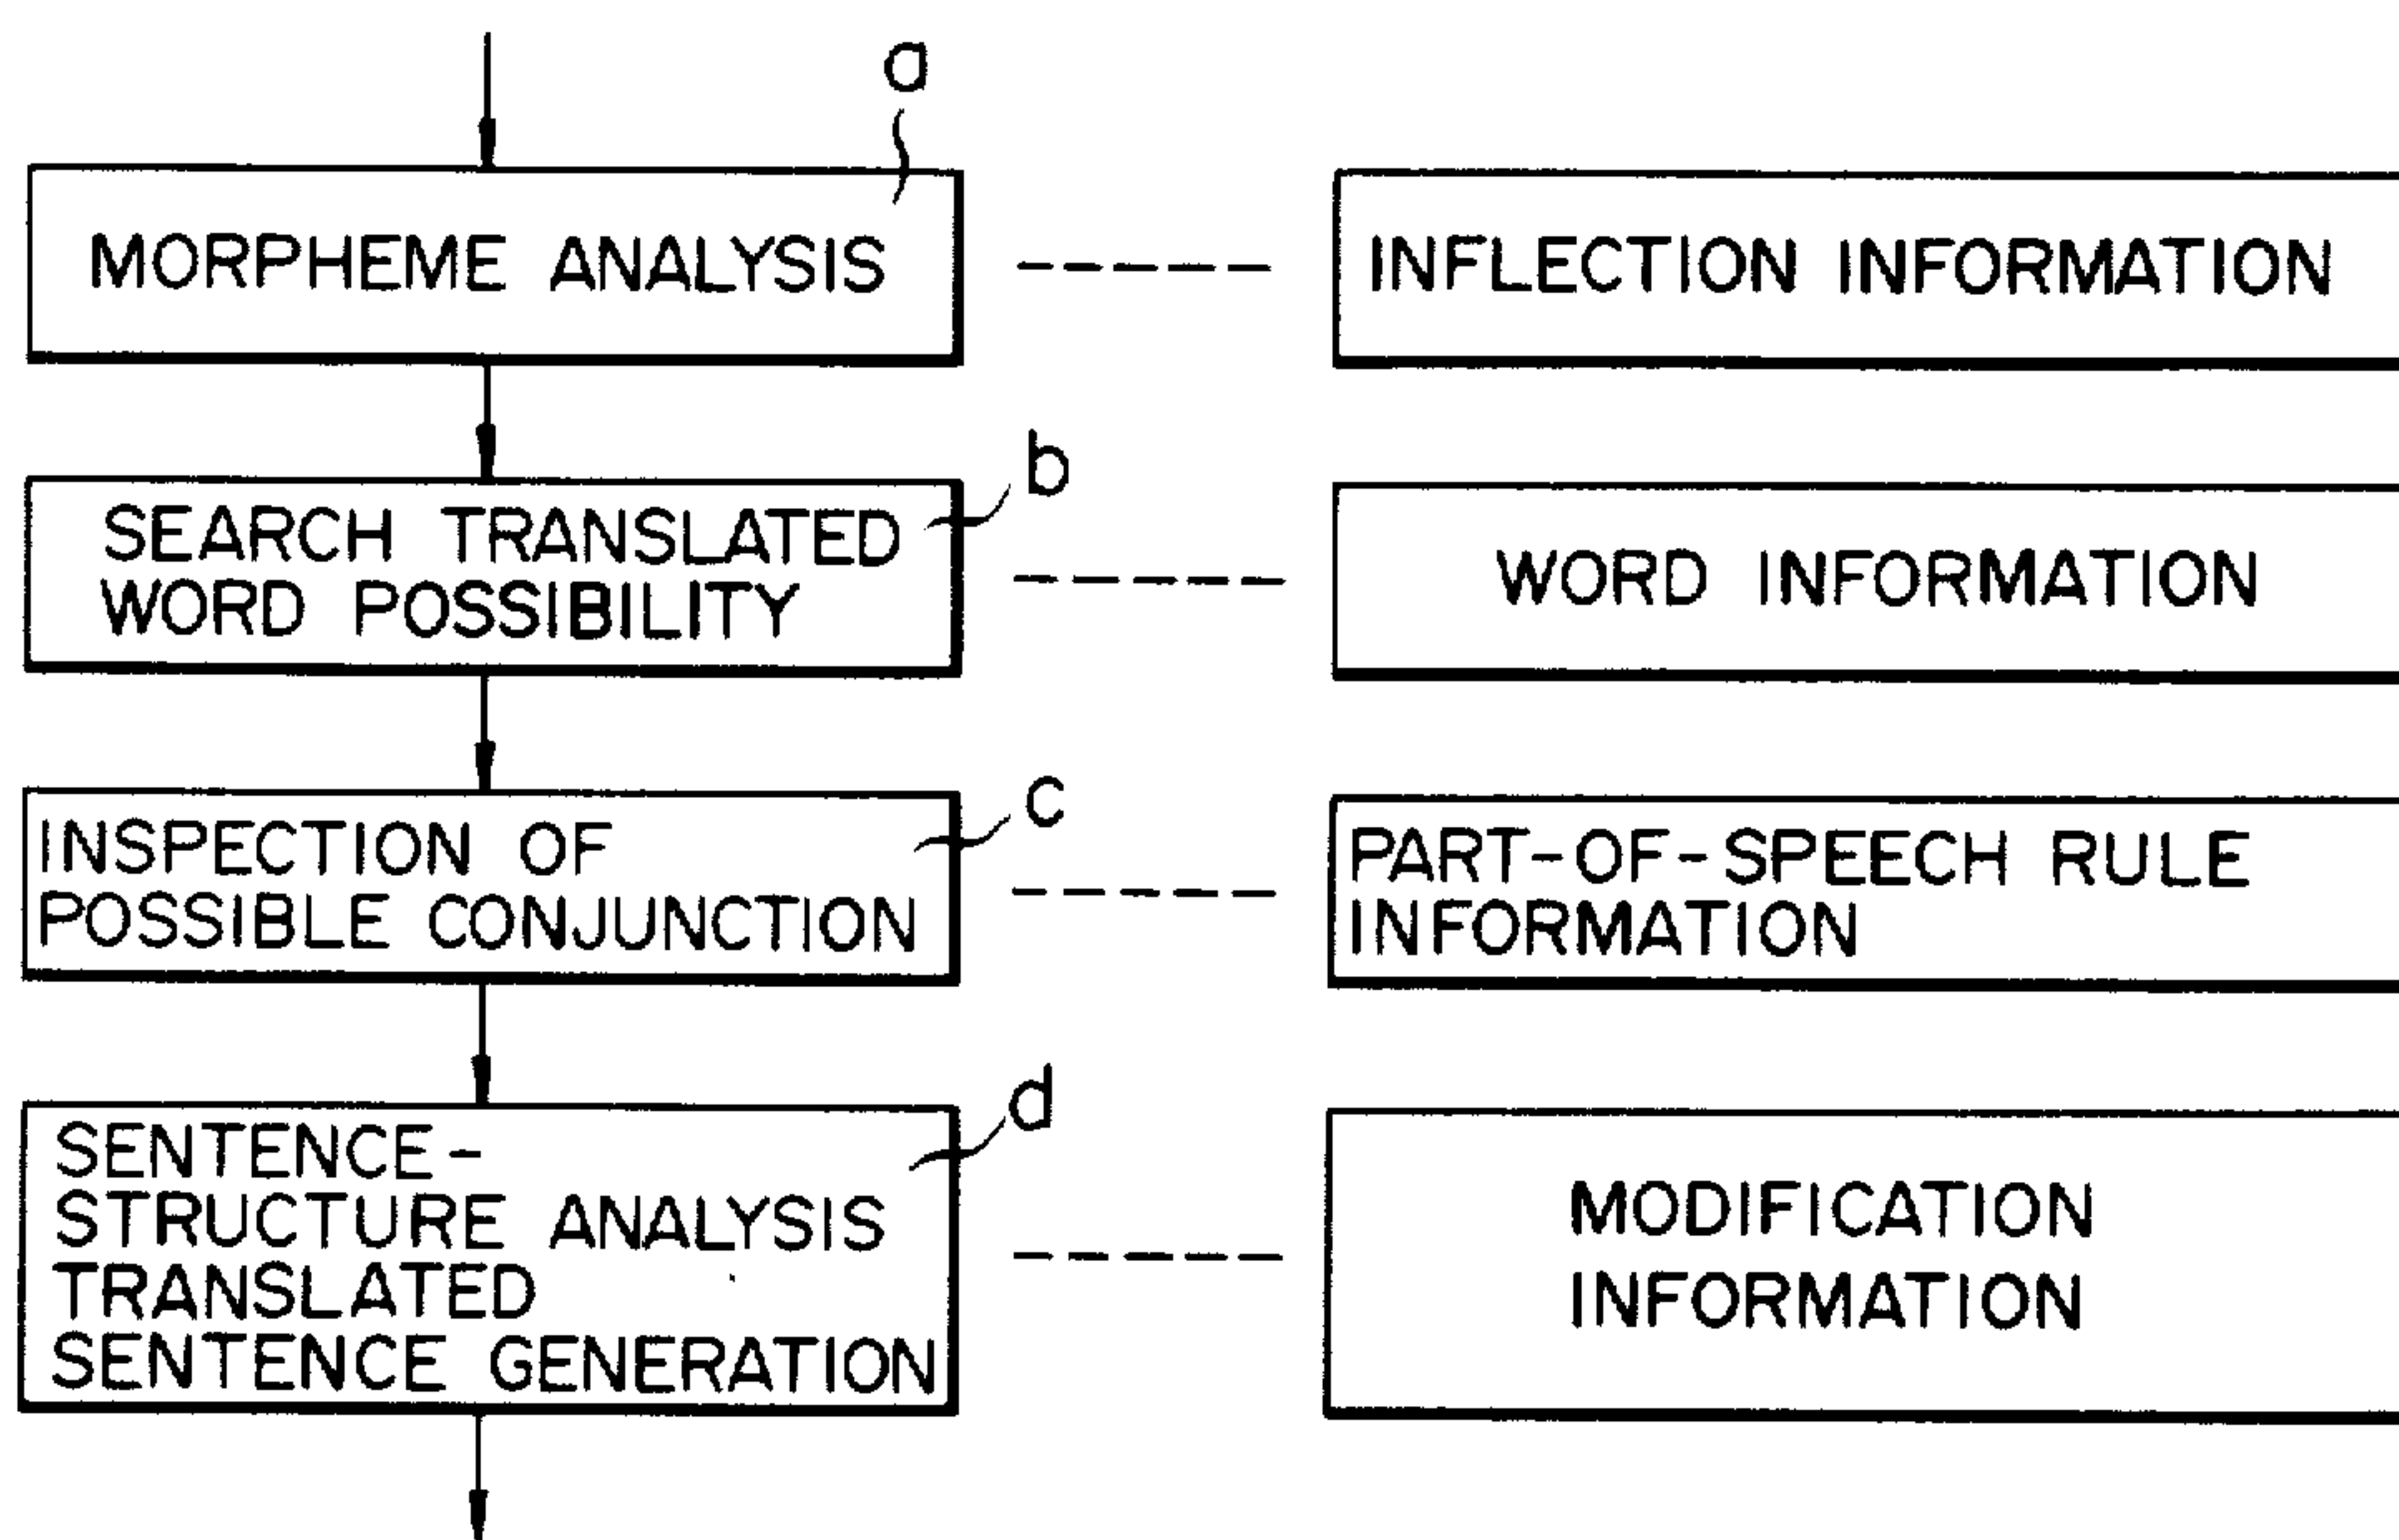 a
MORPHEME ANALYSIS
INFLECTION INFORMATION
b
SEARCH TRANSLATED
WORD POSSIBILITY
WORD INFORMATION
c
INSPECTION OF
POSSIBLE CONJUNCTION
PART-OF-SPEECH RULE
INFORMATION
d
SENTENCE-
STRUCTURE ANALYSIS
TRANSLATED
SENTENCE GENERATION
MODIFICATION
INFORMATION